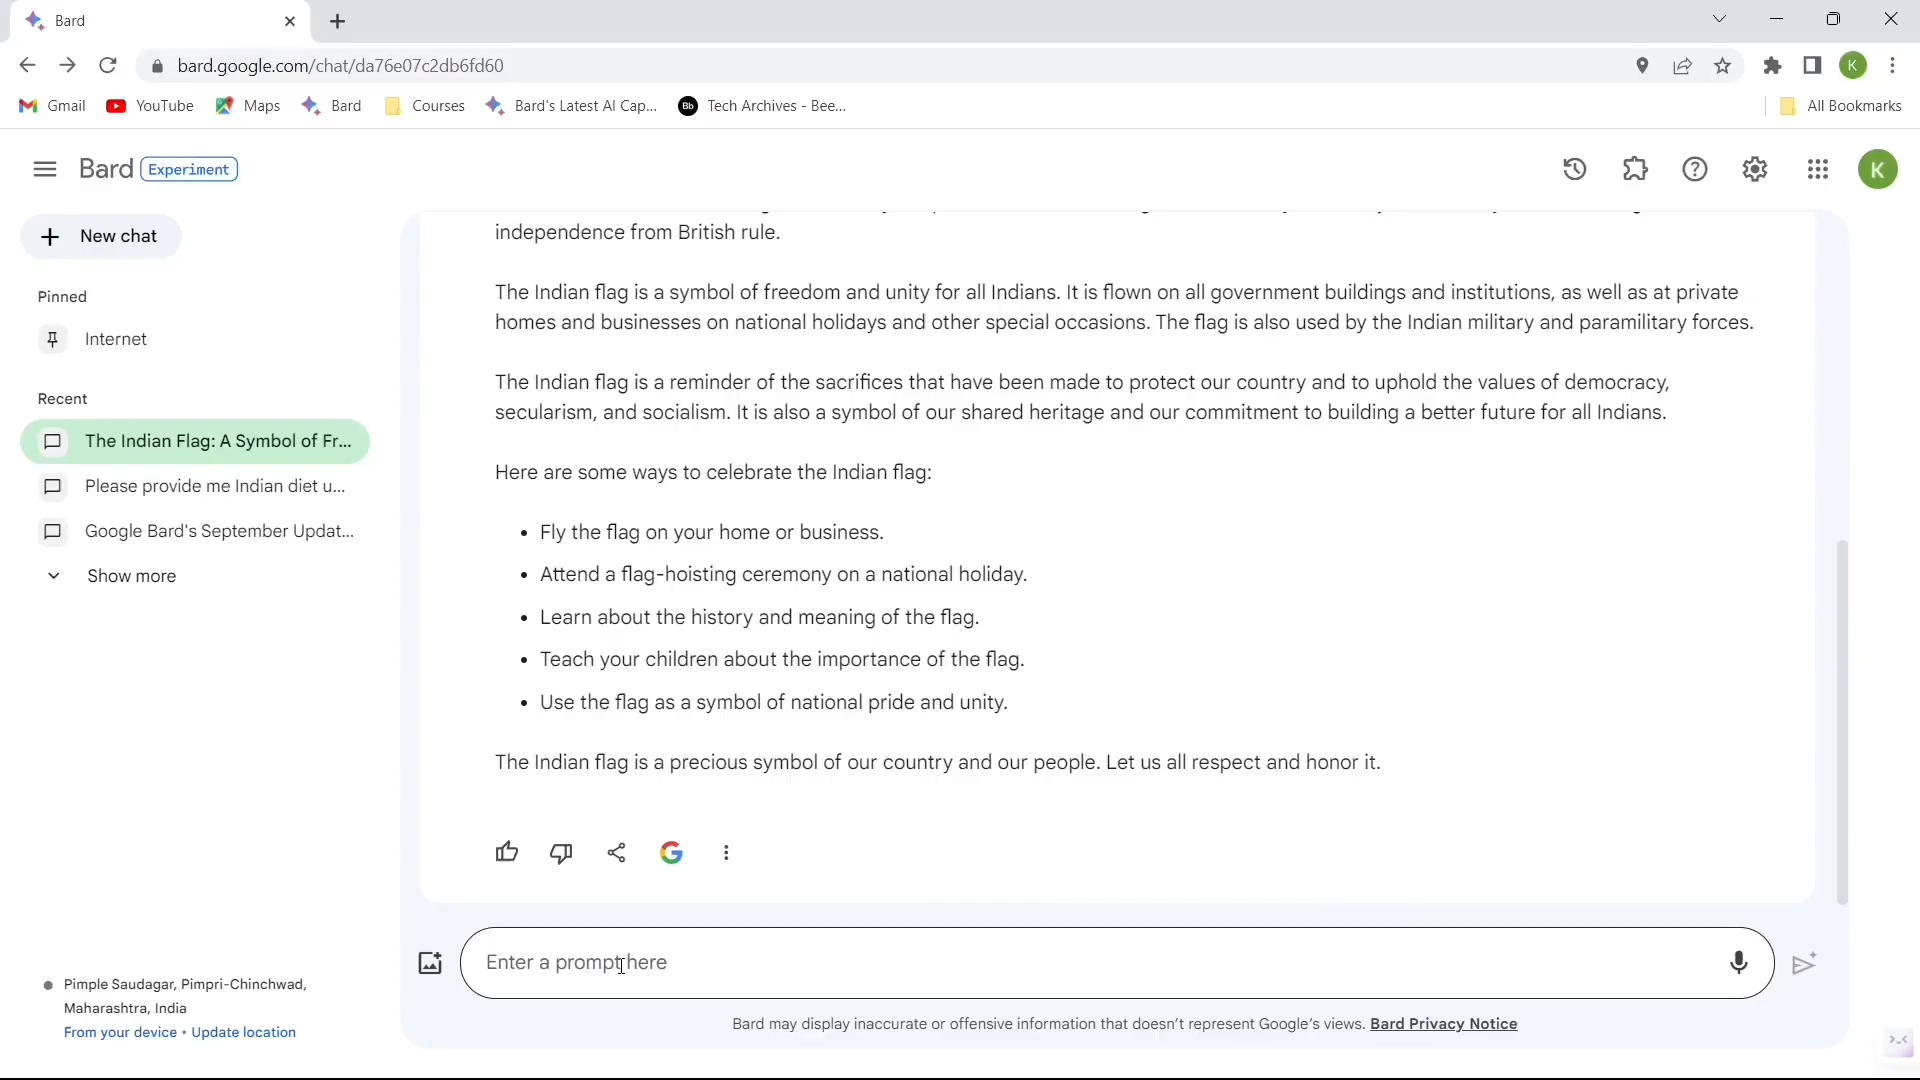 Bard
bard.google.com/chat/da76e07c2db6fd60
K
Gmail
YouTube
Maps
Bard
Courses
Bard's Latest AI Cap...
Bb
Tech Archives - Bee...
All Bookmarks
Bard
Experiment
K
New chat
Pinned
Internet
Recent
The Indian Flag: A Symbol of Fr...
Please provide me Indian diet u...
Google Bard's September Updat...
Show more
Pimple Saudagar, Pimpri-Chinchwad,
Maharashtra, India
From your device • Update location
independence from British rule.
The Indian flag is a symbol of freedom and unity for all Indians. It is flown on all government buildings and institutions, as well as at private
homes and businesses on national holidays and other special occasions. The flag is also used by the Indian military and paramilitary forces.
The Indian flag is a reminder of the sacrifices that have been made to protect our country and to uphold the values of democracy,
secularism, and socialism. It is also a symbol of our shared heritage and our commitment to building a better future for all Indians.
Here are some ways to celebrate the Indian flag:
• Fly the flag on your home or business.
• Attend a flag-hoisting ceremony on a national holiday.
• Learn about the history and meaning of the flag.
• Teach your children about the importance of the flag.
• Use the flag as a symbol of national pride and unity.
The Indian flag is a precious symbol of our country and our people. Let us all respect and honor it.
Enter a prompt here
Bard may display inaccurate or offensive information that doesn't represent Google's views. Bard Privacy Notice